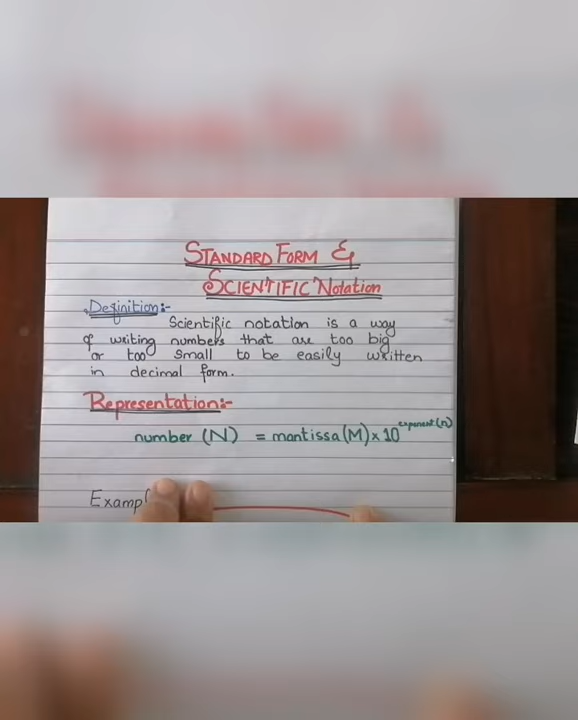 STANDARD FORM &
SCIENTIFIC Notation
Definition:-
Scientific notation is a way
of writing numbers that are too big
or too small to be easily written
in decimal form.
Representation:-
number (N) = mantissa(M) x 10^exponent(n)
Exampl